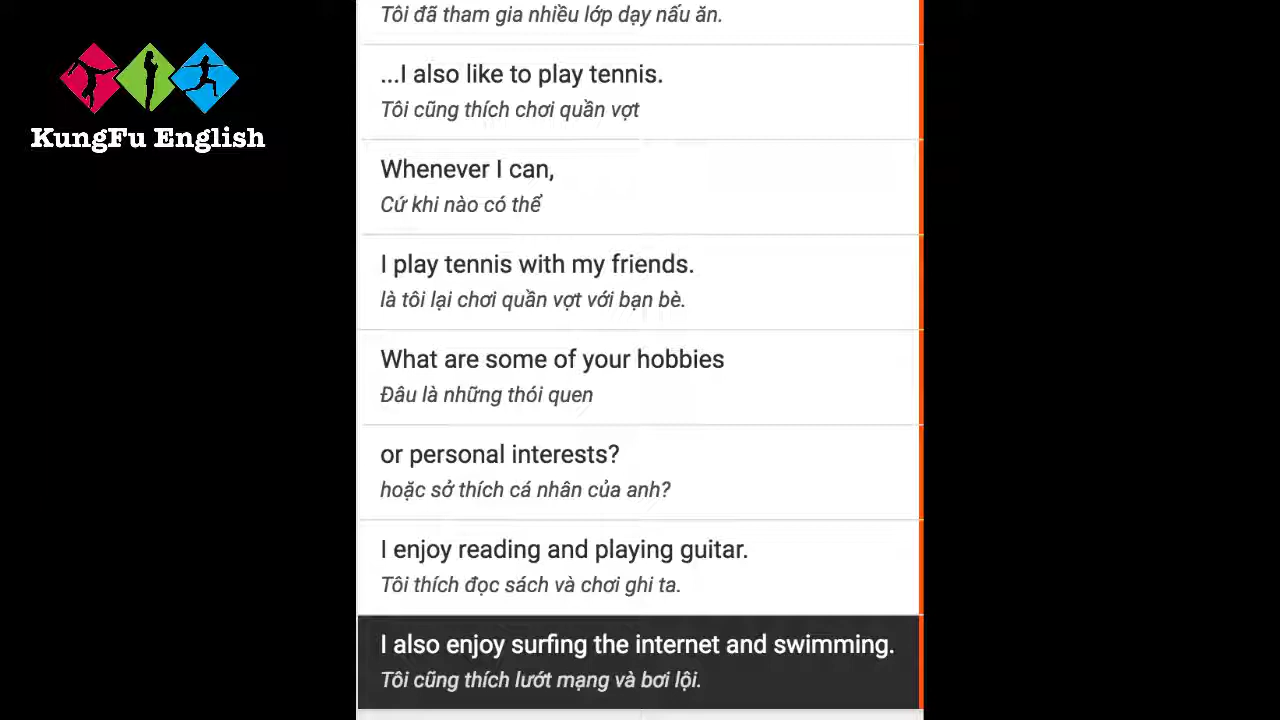 Tôi đã tham gia nhiều lớp dạy nấu ăn.
...I also like to play tennis.
Tôi cũng thích chơi quần vợt
KungFu English
Whenever I can,
Cứ khi nào có thể
I play tennis with my friends.
là tôi lại chơi quần vợt với bạn bè.
What are some of your hobbies
Đâu là những thói quen
or personal interests?
hoặc sở thích cá nhân của anh?
I enjoy reading and playing guitar.
Tôi thích đọc sách và chơi ghi ta.
I also enjoy surfing the internet and swimming.
Tôi cũng thích lướt mạng và bơi lội.